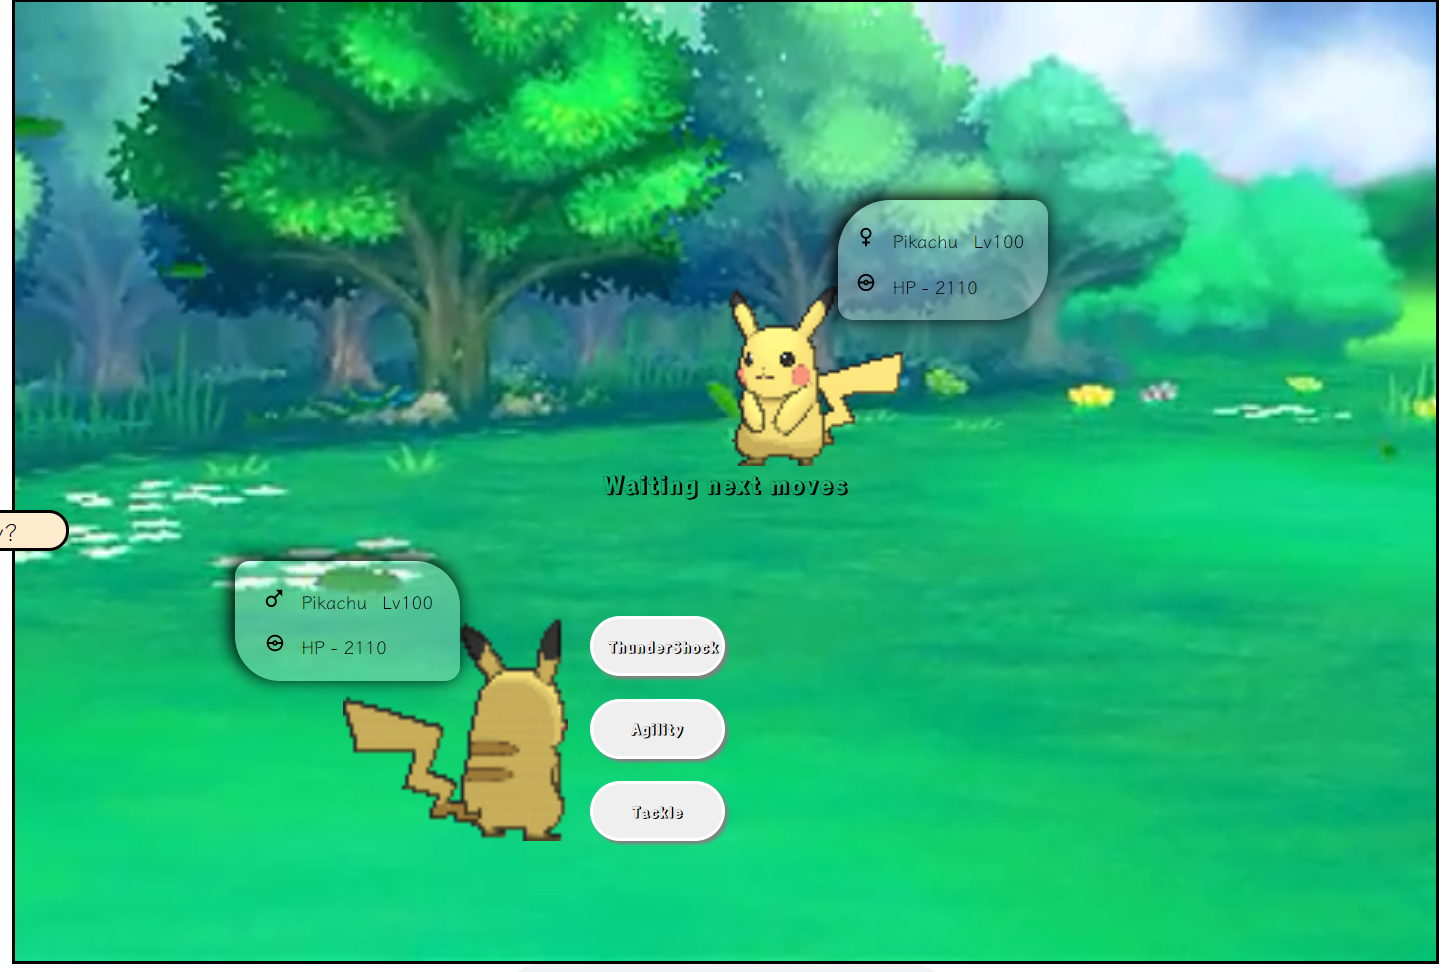 ♀ Pikachu Lv100
HP - 2110
Waiting next moves
?
♂ Pikachu Lv100
HP - 2110
ThunderShock
Agility
Tackle